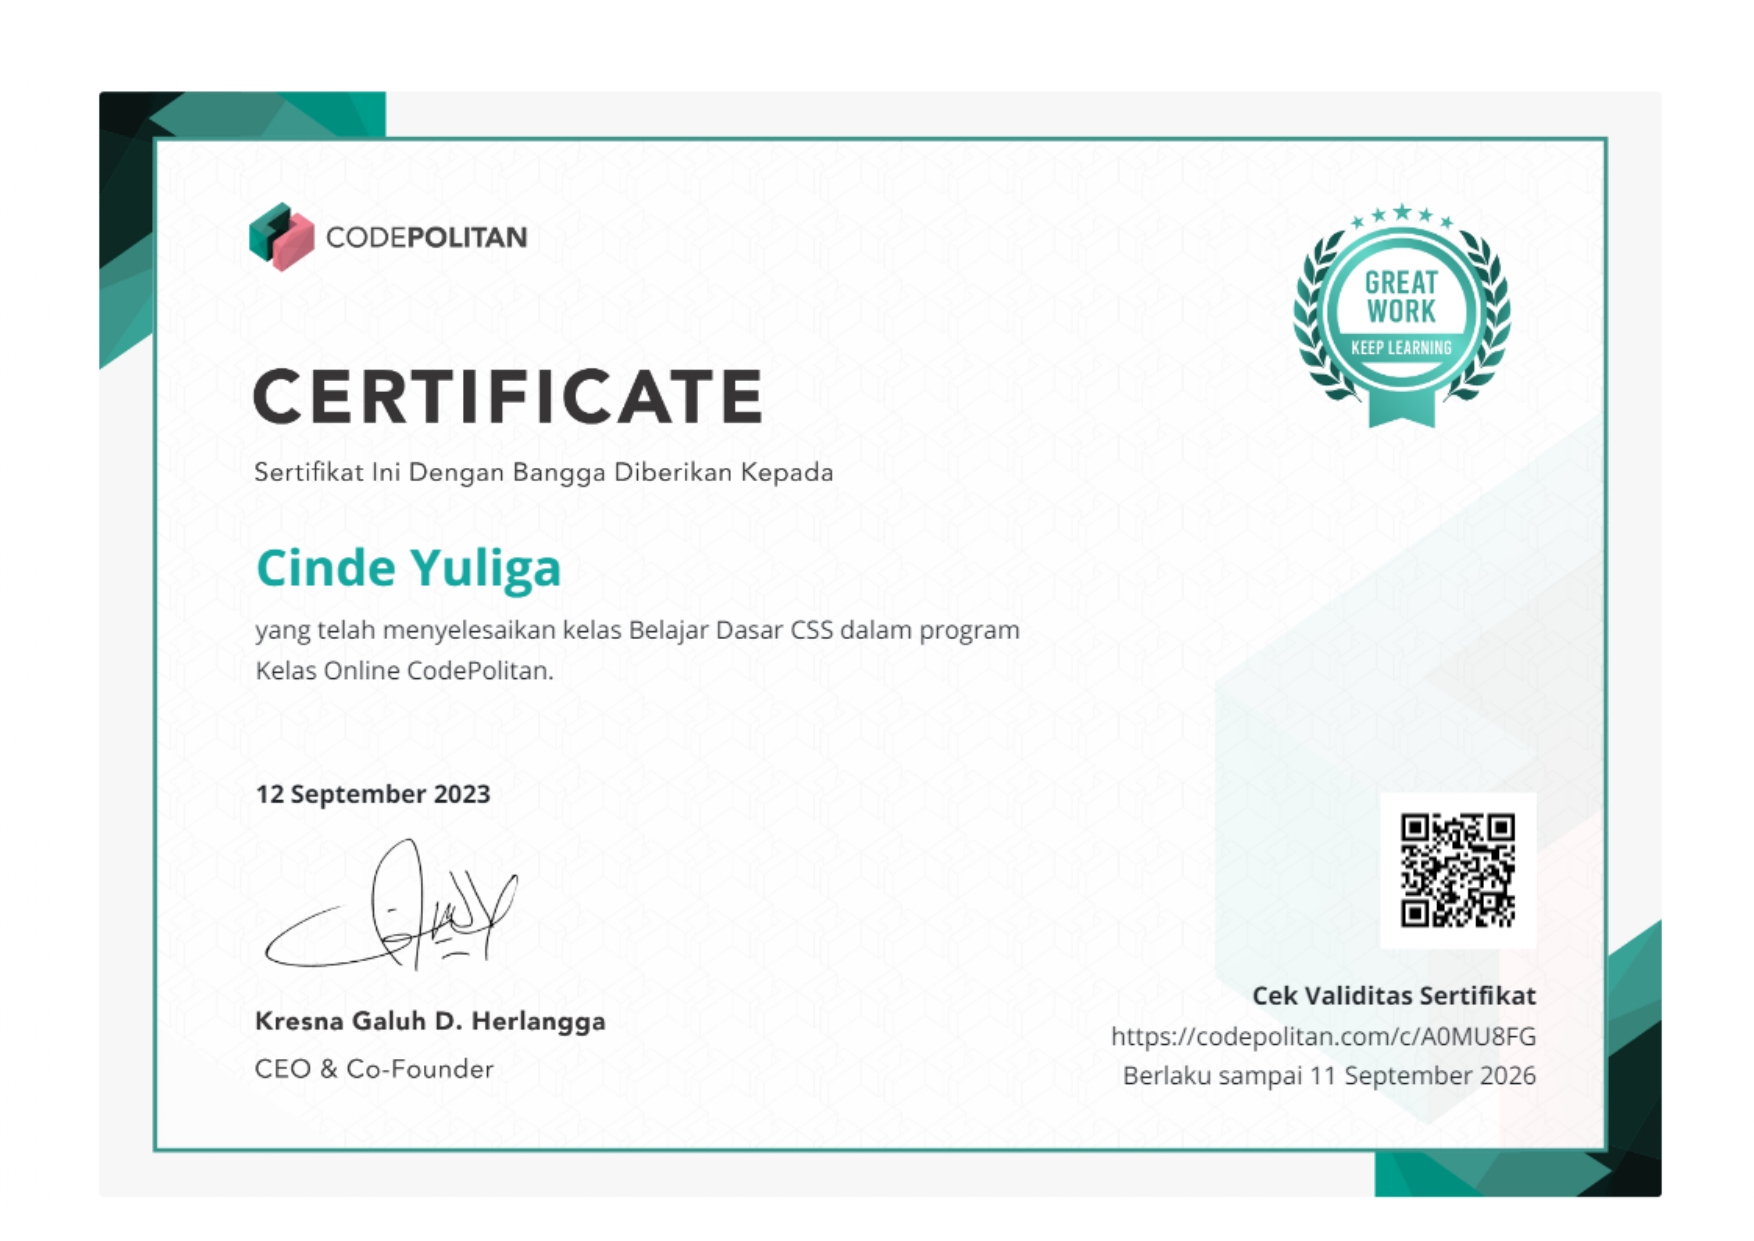 CODEPOLITAN
GREAT
WORK
KEEP LEARNING
CERTIFICATE
Sertifikat Ini Dengan Bangga Diberikan Kepada
Cinde Yuliga
yang telah menyelesaikan kelas Belajar Dasar CSS dalam program
Kelas Online CodePolitan.
12 September 2023
Kresna Galuh D. Herlangga
CEO & Co-Founder
Cek Validitas Sertifikat
https://codepolitan.com/c/A0MU8FG
Berlaku sampai 11 September 2026